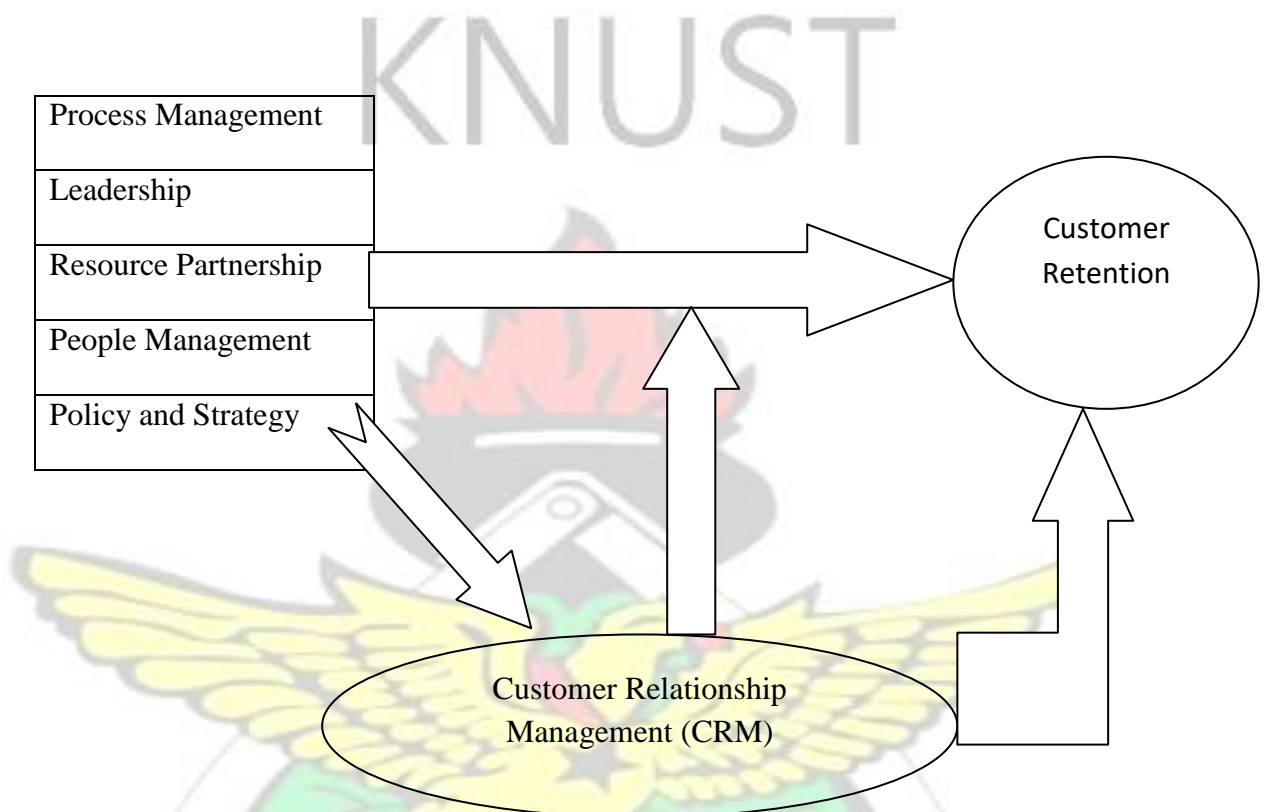 KNUST
Process Management
Leadership
Resource Partnership
People Management
Policy and Strategy
Customer
Retention
Customer Relationship
Management (CRM)